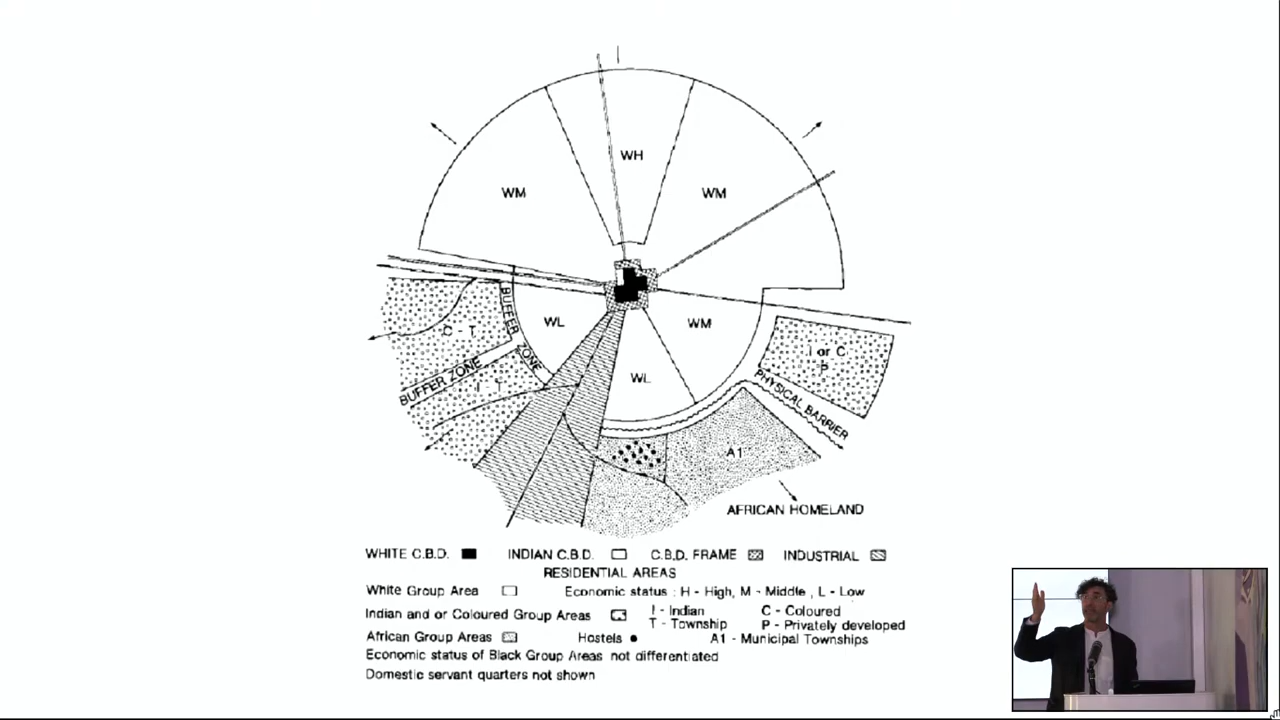 WH
WM
WM
BUFFER
ZONE
WL
WM
C - T
I or C
P
BUFFER ZONE
I T
WL
PHYSICAL BARRIER
A1
AFRICAN HOMELAND
WHITE C.B.D. INDIAN C.B.D. C.B.D. FRAME INDUSTRIAL
RESIDENTIAL AREAS
White Group Area Economic status : H - High, M - Middle , L - Low
Indian and or Coloured Group Areas I - Indian C - Coloured
T - Township P - Privately developed
African Group Areas Hostels A1 - Municipal Townships
Economic status of Black Group Areas not differentiated
Domestic servant quarters not shown